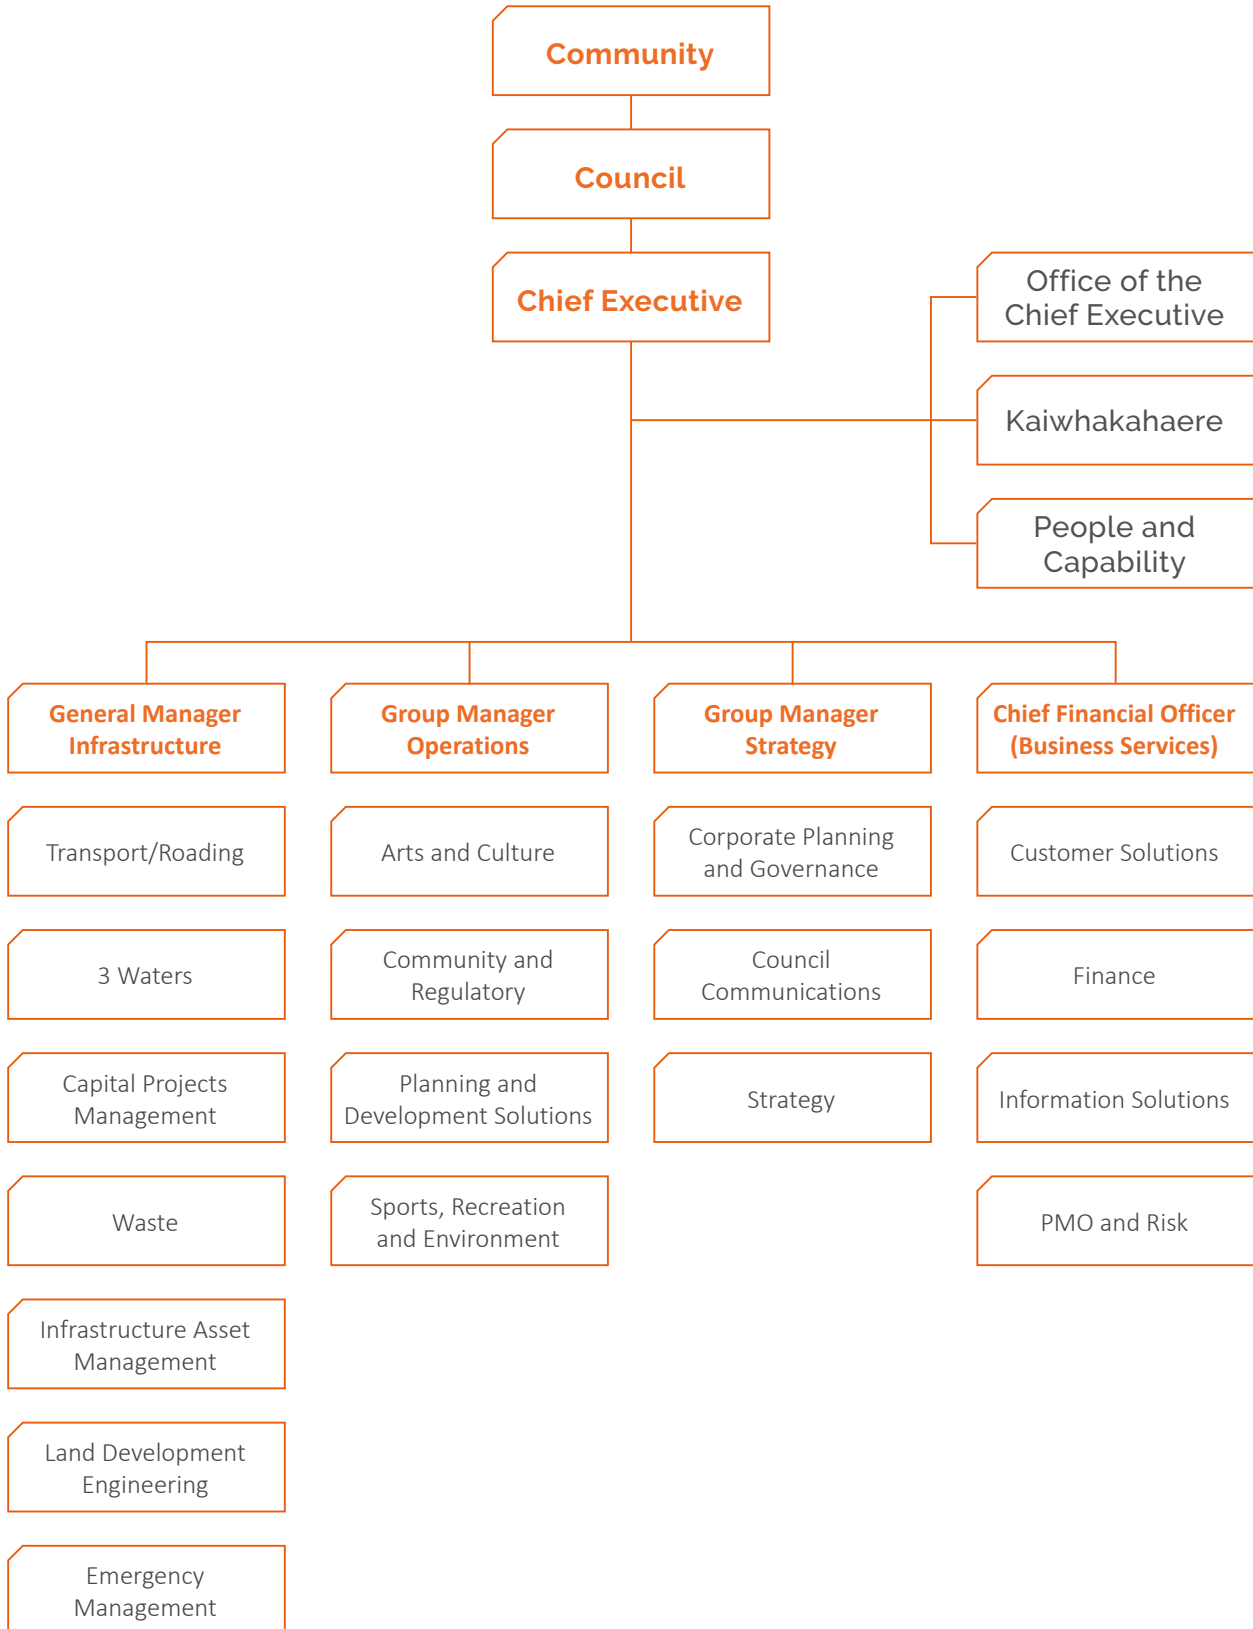 Community
Council
Chief Executive
Office of the
Chief Executive
Kaiwhakahaere
People and
Capability
General Manager
Infrastructure
Transport/Roading
3 Waters
Capital Projects
Management
Waste
Infrastructure Asset
Management
Land Development
Engineering
Emergency
Management
Group Manager
Operations
Arts and Culture
Community and
Regulatory
Planning and
Development Solutions
Sports, Recreation
and Environment
Group Manager
Strategy
Corporate Planning
and Governance
Council
Communications
Strategy
Chief Financial Officer
(Business Services)
Customer Solutions
Finance
Information Solutions
PMO and Risk